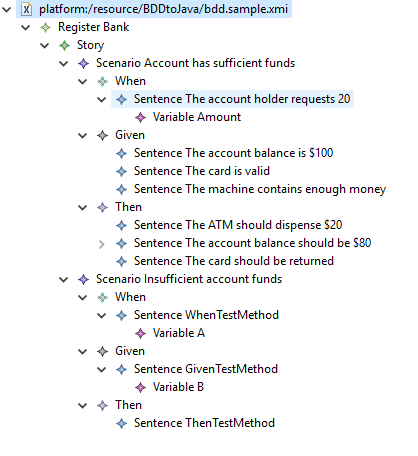 platform:/resource/BDDtoJava/bdd.sample.xmi
Register Bank
Story
Scenario Account has sufficient funds
When
Sentence The account holder requests 20
Variable Amount
Given
Sentence The account balance is $100
Sentence The card is valid
Sentence The machine contains enough money
Then
Sentence The ATM should dispense $20
Sentence The account balance should be $80
Sentence The card should be returned
Scenario Insufficient account funds
When
Sentence WhenTestMethod
Variable A
Given
Sentence GivenTestMethod
Variable B
Then
Sentence ThenTestMethod